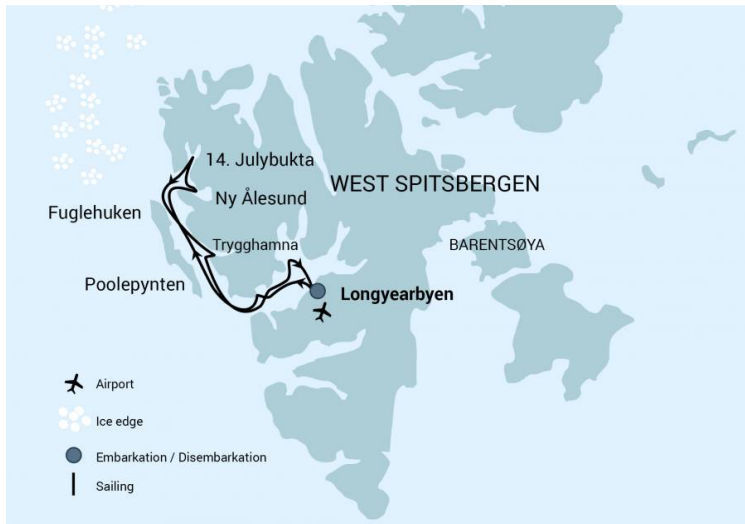 14. Julybukta
WEST SPITSBERGEN
Ny Ålesund
Fuglehuken
Trygghamna
BARENTSØYA
Poolepynten
Longyearbyen
Airport
Ice edge
Embarkation / Disembarkation
Sailing